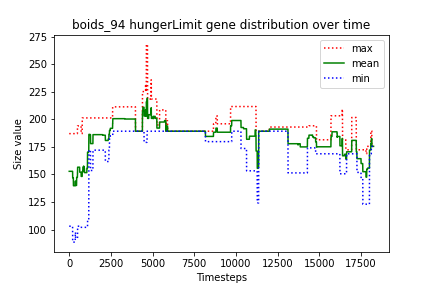 boids_94 hungerLimit gene distribution over time
275
250
225
200
175
150
125
100
Size value
max
mean
min
0 2500 5000 7500 10000 12500 15000 17500
Timesteps